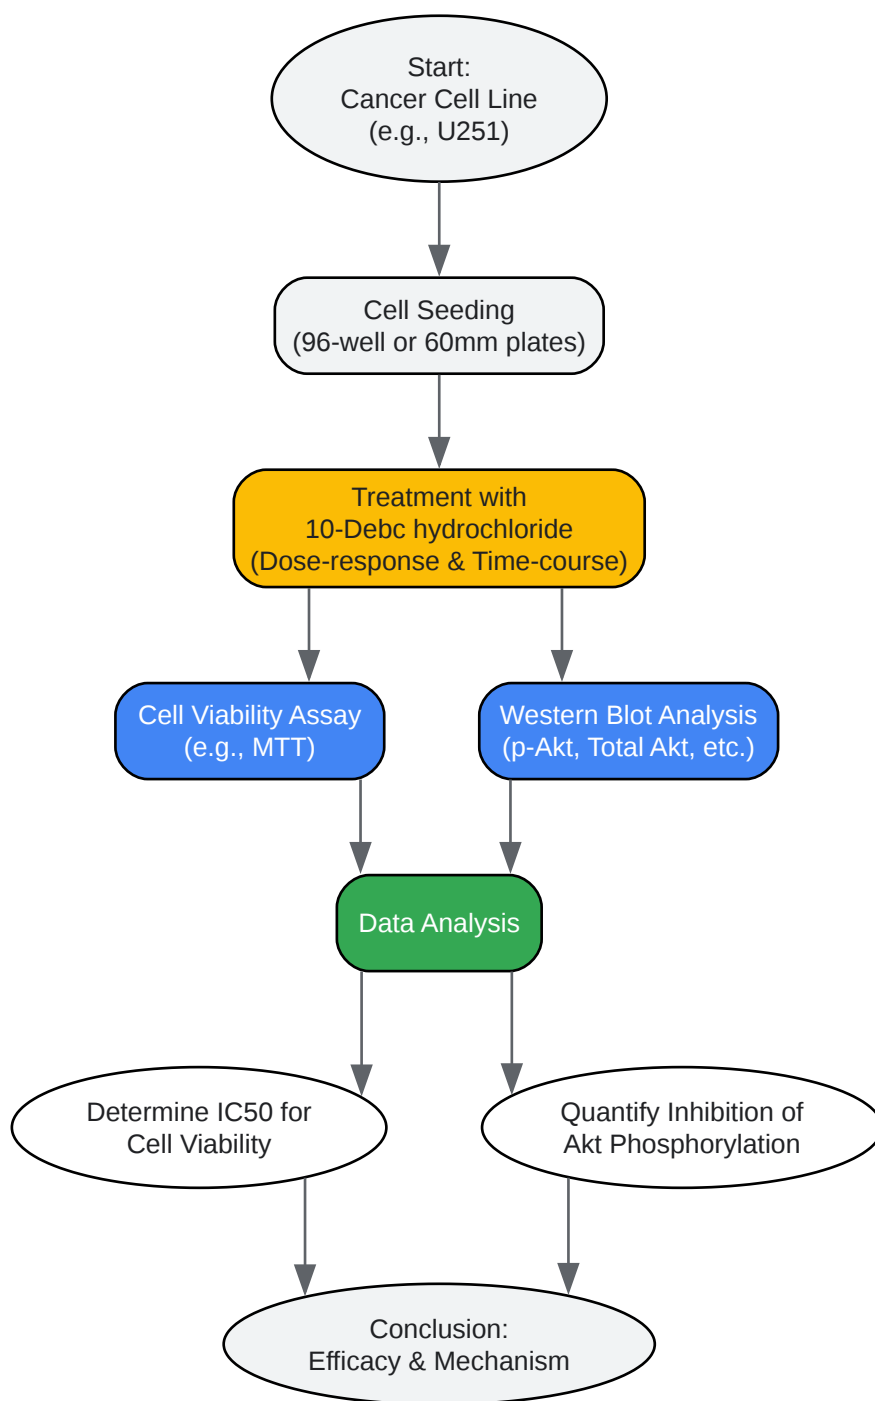 Start:
Cancer Cell Line
(e.g., U251)
Cell Seeding
(96-well or 60mm plates)
Treatment with
10-Debc hydrochloride
(Dose-response & Time-course)
Cell Viability Assay
(e.g., MTT)
Western Blot Analysis
(p-Akt, Total Akt, etc.)
Data Analysis
Determine IC50 for
Cell Viability
Quantify Inhibition of
Akt Phosphorylation
Conclusion:
Efficacy & Mechanism